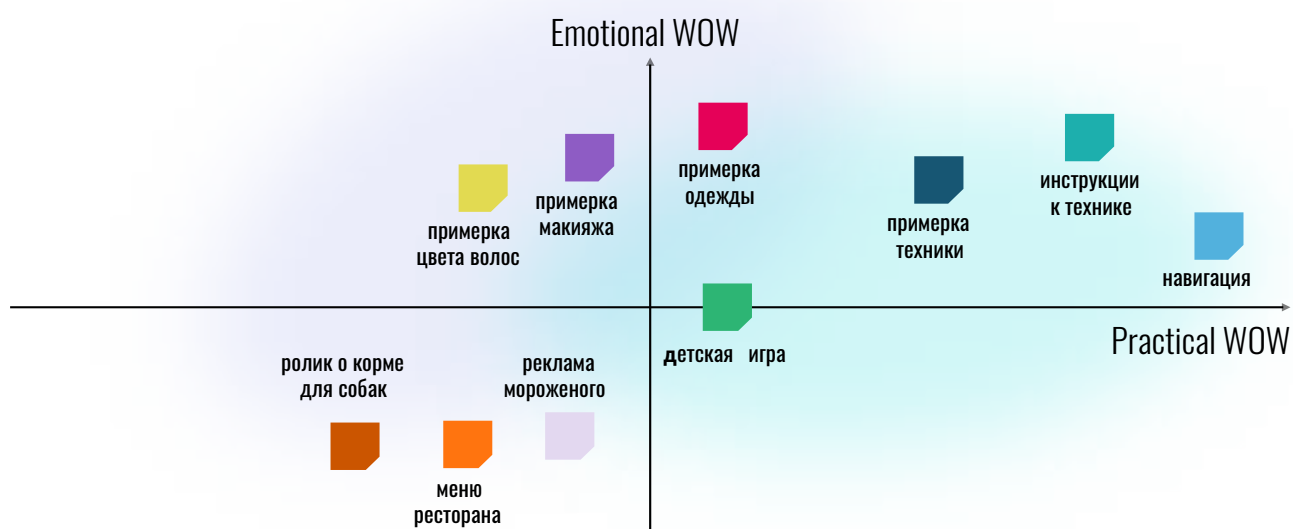 Emotional WOW
примерка
одежды
примерка
макияжа
примерка
цвета волос
инструкции
к технике
примерка
техники
навигация
Practical WOW
детская игра
ролик о корме
для собак
реклама
мороженого
меню
ресторана